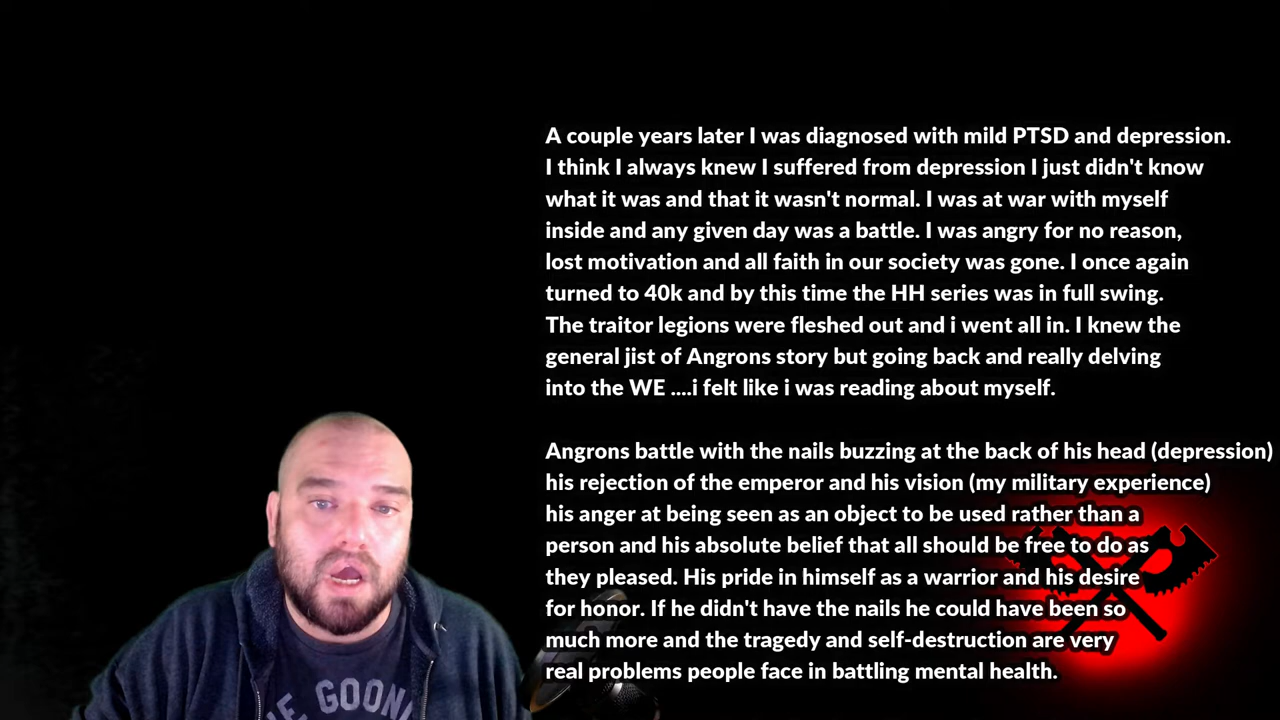 A couple years later I was diagnosed with mild PTSD and depression.
I think I always knew I suffered from depression I just didn't know
what it was and that it wasn't normal. I was at war with myself
inside and any given day was a battle. I was angry for no reason,
lost motivation and all faith in our society was gone. I once again
turned to 40k and by this time the HH series was in full swing.
The traitor legions were fleshed out and i went all in. I knew the
general jist of Angrons story but going back and really delving
into the WE ....i felt like i was reading about myself.
Angrons battle with the nails buzzing at the back of his head (depression)
his rejection of the emperor and his vision (my military experience)
his anger at being seen as an object to be used rather than a
person and his absolute belief that all should be free to do as
they pleased. His pride in himself as a warrior and his desire
for honor. If he didn't have the nails he could have been so
much more and the tragedy and self-destruction are very
real problems people face in battling mental health.